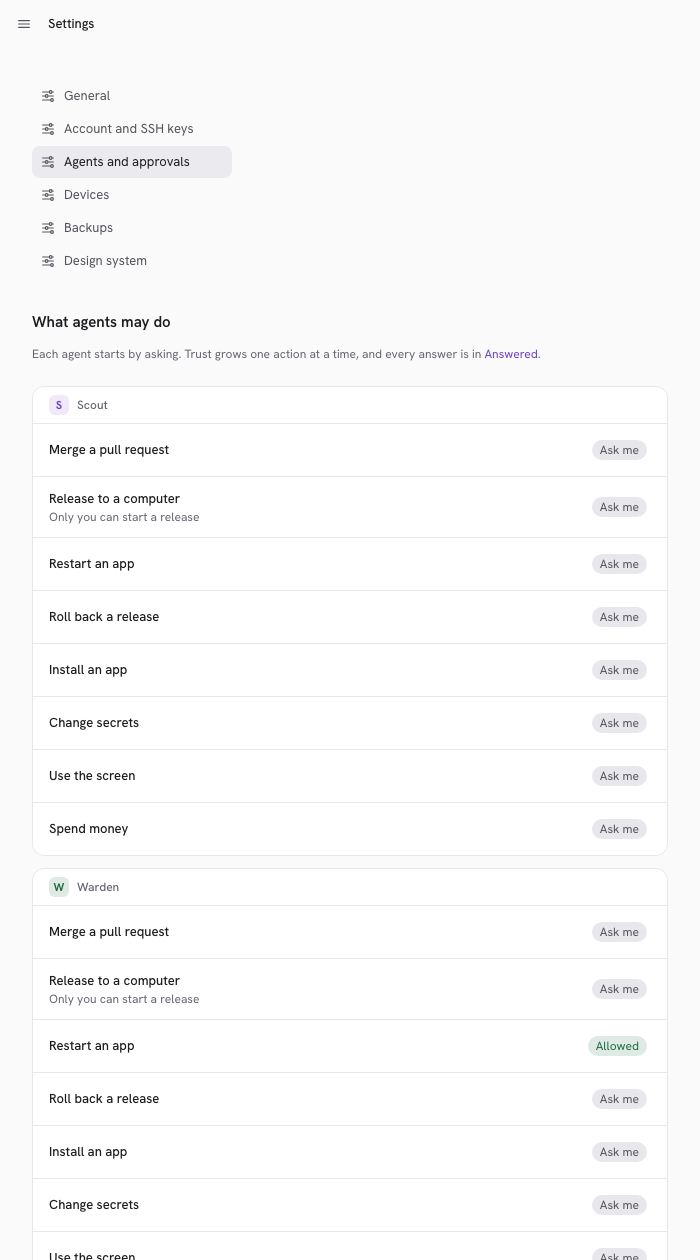 Settings
General
Account and SSH keys
Agents and approvals
Devices
Backups
Design system
What agents may do
Each agent starts by asking. Trust grows one action at a time, and every answer is in Answered.
S Scout
Merge a pull request Ask me
Release to a computer
Only you can start a release
Ask me
Restart an app Ask me
Roll back a release Ask me
Install an app Ask me
Change secrets Ask me
Use the screen Ask me
Spend money Ask me
W Warden
Merge a pull request Ask me
Release to a computer
Only you can start a release
Ask me
Restart an app Allowed
Roll back a release Ask me
Install an app Ask me
Change secrets Ask me
Use the screen Ask me